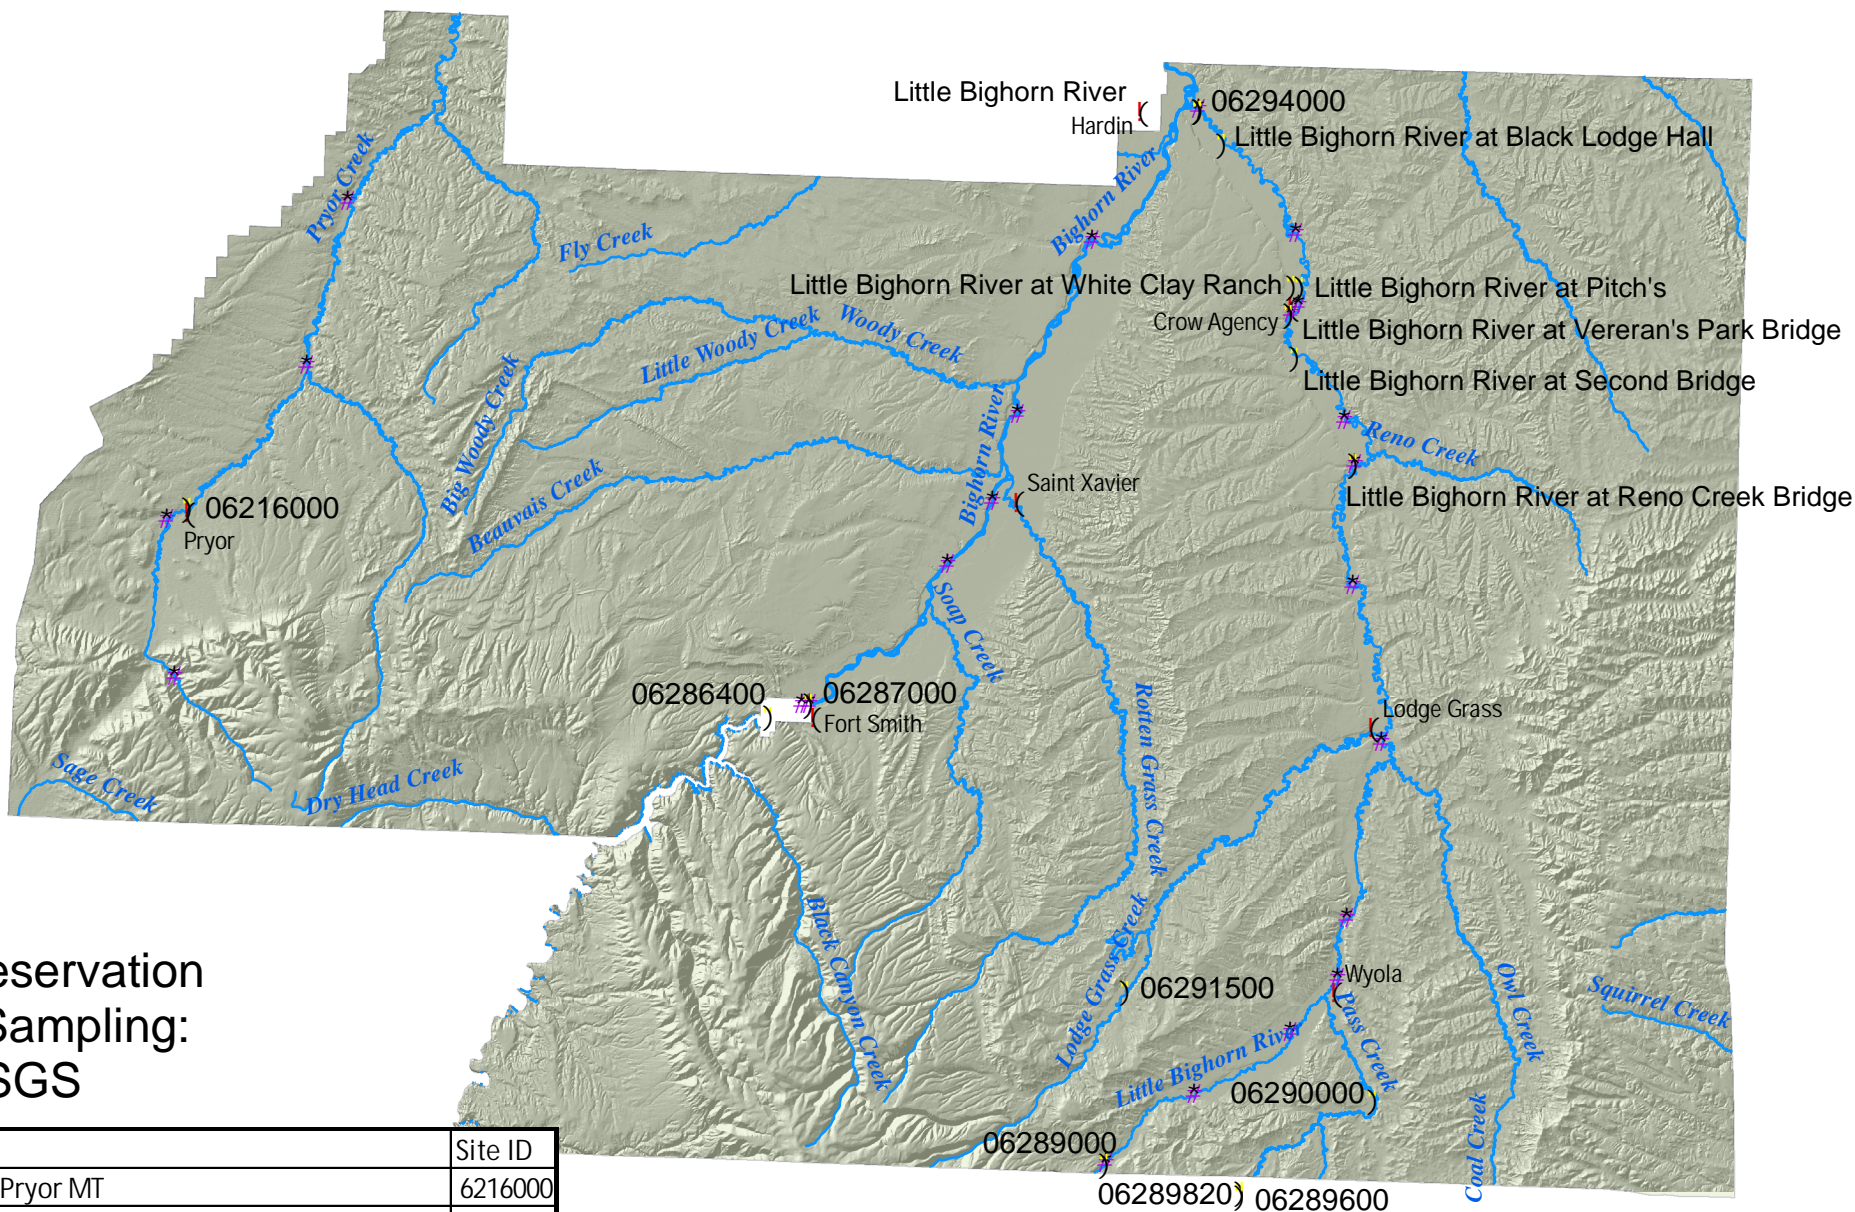 Little Bighorn River
06294000
Hardin
Little Bighorn River at Black Lodge Hall
Pryor Creek
Bighorn River
Fly Creek
Little Bighorn River at White Clay Ranch
Little Bighorn River at Pitch's
Crow Agency
Little Bighorn River at Vereran's Park Bridge
Little Woody Creek
Woody Creek
Little Bighorn River at Second Bridge
Big Woody Creek
Bighorn River
Reno Creek
Beauvais Creek
Saint Xavier
Little Bighorn River at Reno Creek Bridge
06216000
Pryor
Soap Creek
06286400
06287000
Fort Smith
Rotten Grass Creek
Lodge Grass
Sage Creek
Dry Head Creek
Black Canyon Creek
Lodge Grass Creek
06291500
Wyola
Owl Creek
Squirrel Creek
Pass Creek
Little Bighorn River
06290000
Coal Creek
06289000
06289820
06289600
eservation
Sampling:
SGS
Site ID
Pryor MT 6216000